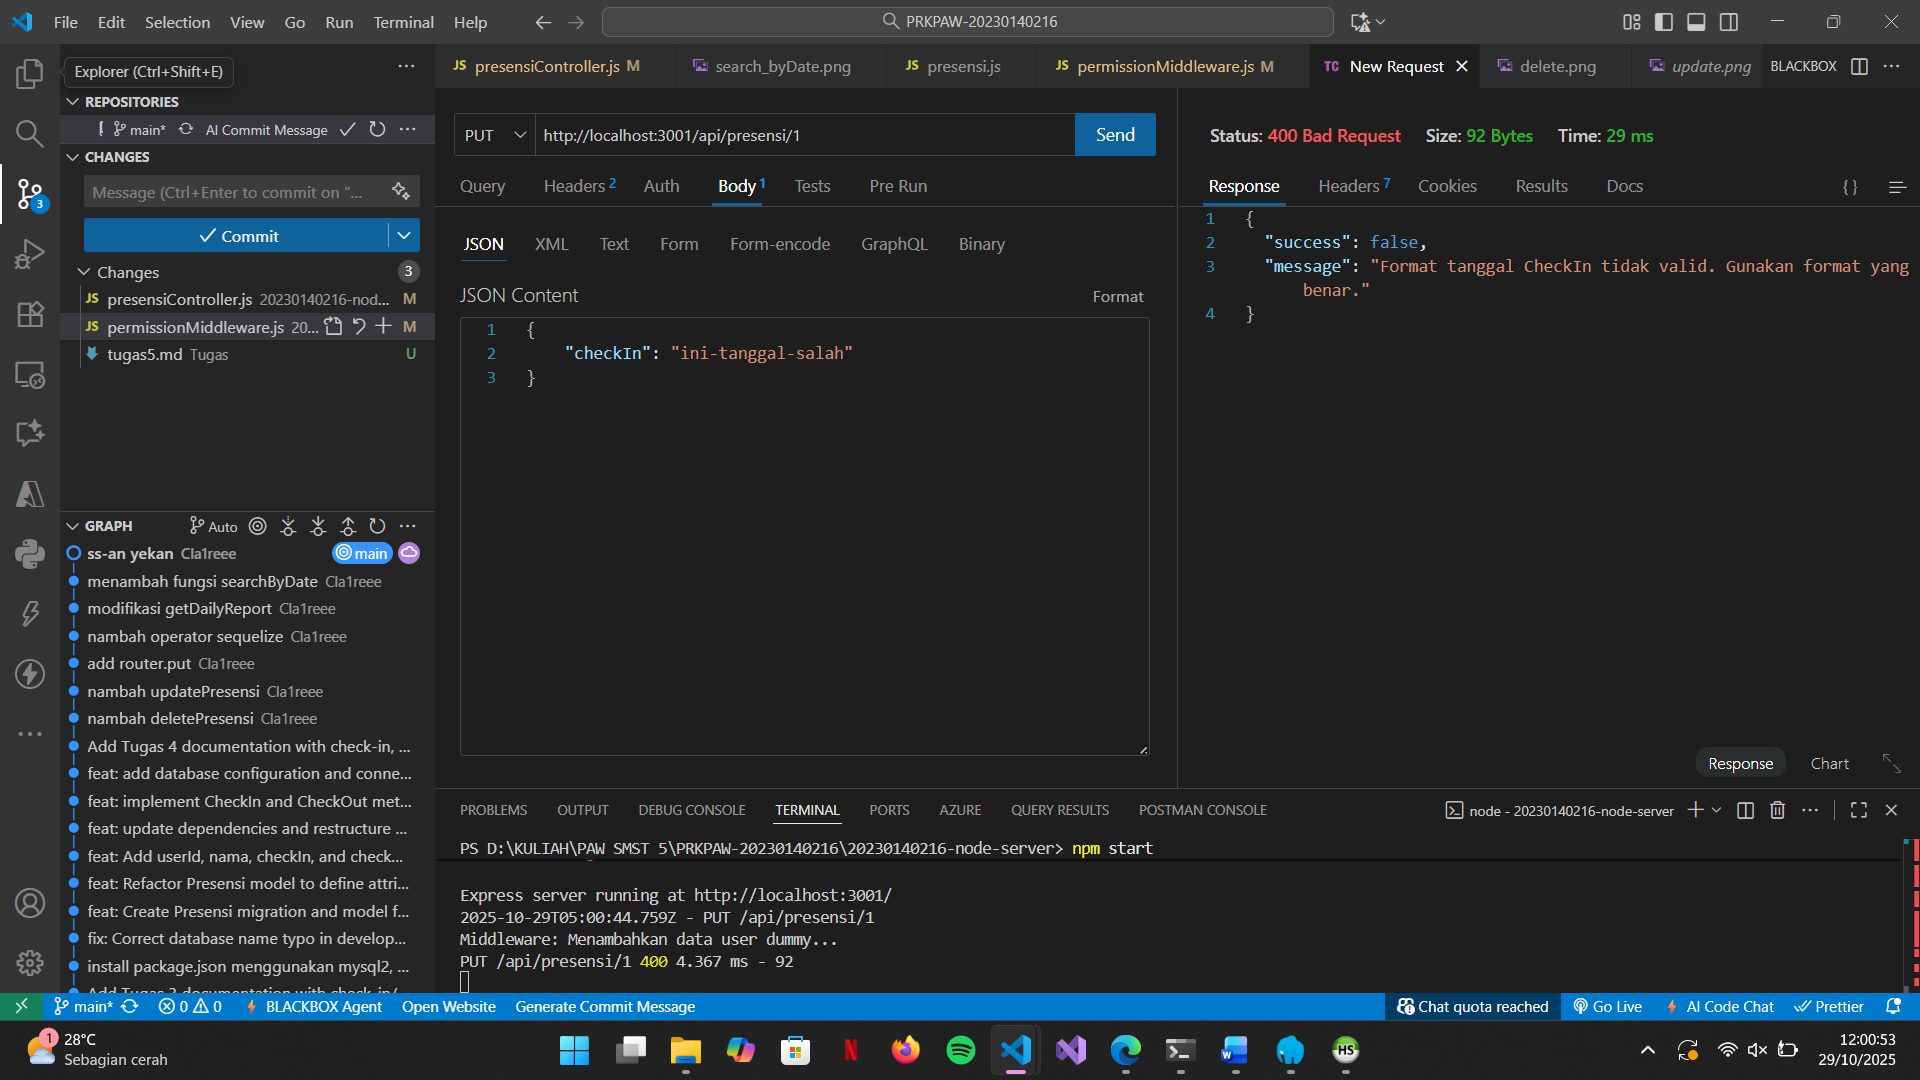 File Edit Selection View Go Run Terminal Help
PRKPAW-20230140216
Explorer (Ctrl+Shift+E)
REPOSITORIES
main* AI Commit Message
CHANGES
Message (Ctrl+Enter to commit on "...
Commit
Changes 3
JS presensiController.js 20230140216-nod... M
JS permissionMiddleware.js 20... M
tugas5.md Tugas U
3
GRAPH Auto
ss-an yekan Cla1reee main
menambah fungsi searchByDate Cla1reee
modifikasi getDailyReport Cla1reee
nambah operator sequelize Cla1reee
add router.put Cla1reee
nambah updatePresensi Cla1reee
nambah deletePresensi Cla1reee
Add Tugas 4 documentation with check-in, ...
feat: add database configuration and conne...
feat: implement CheckIn and CheckOut met...
feat: update dependencies and restructure ...
feat: Add userId, nama, checkIn, and check...
feat: Refactor Presensi model to define attri...
feat: Create Presensi migration and model f...
fix: Correct database name typo in develop...
install package.json menggunakan mysql2, ...
Add Tugas 3 documentation with check-in/
JS presensiController.js M search_byDate.png JS presensi.js JS permissionMiddleware.js M TC New Request delete.png update.png BLACKBOX
PUT http://localhost:3001/api/presensi/1 Send
Query Headers 2 Auth Body 1 Tests Pre Run
JSON XML Text Form Form-encode GraphQL Binary
JSON Content Format
1 {
2 "checkIn": "ini-tanggal-salah"
3 }
Status: 400 Bad Request Size: 92 Bytes Time: 29 ms
Response Headers 7 Cookies Results Docs { }
1 {
2 "success": false,
3 "message": "Format tanggal CheckIn tidak valid. Gunakan format yang
benar."
4 }
Response Chart
PROBLEMS OUTPUT DEBUG CONSOLE TERMINAL PORTS AZURE QUERY RESULTS POSTMAN CONSOLE
node - 20230140216-node-server
PS D:\KULIAH\PAW SMST 5\PRKPAW-20230140216\20230140216-node-server> npm start
Express server running at http://localhost:3001/
2025-10-29T05:00:44.759Z - PUT /api/presensi/1
Middleware: Menambahkan data user dummy...
PUT /api/presensi/1 400 4.367 ms - 92
main* 0 0 BLACKBOX Agent Open Website Generate Commit Message Chat quota reached Go Live AI Code Chat Prettier
1 28°C
Sebagian cerah
HS
12:00:53
29/10/2025